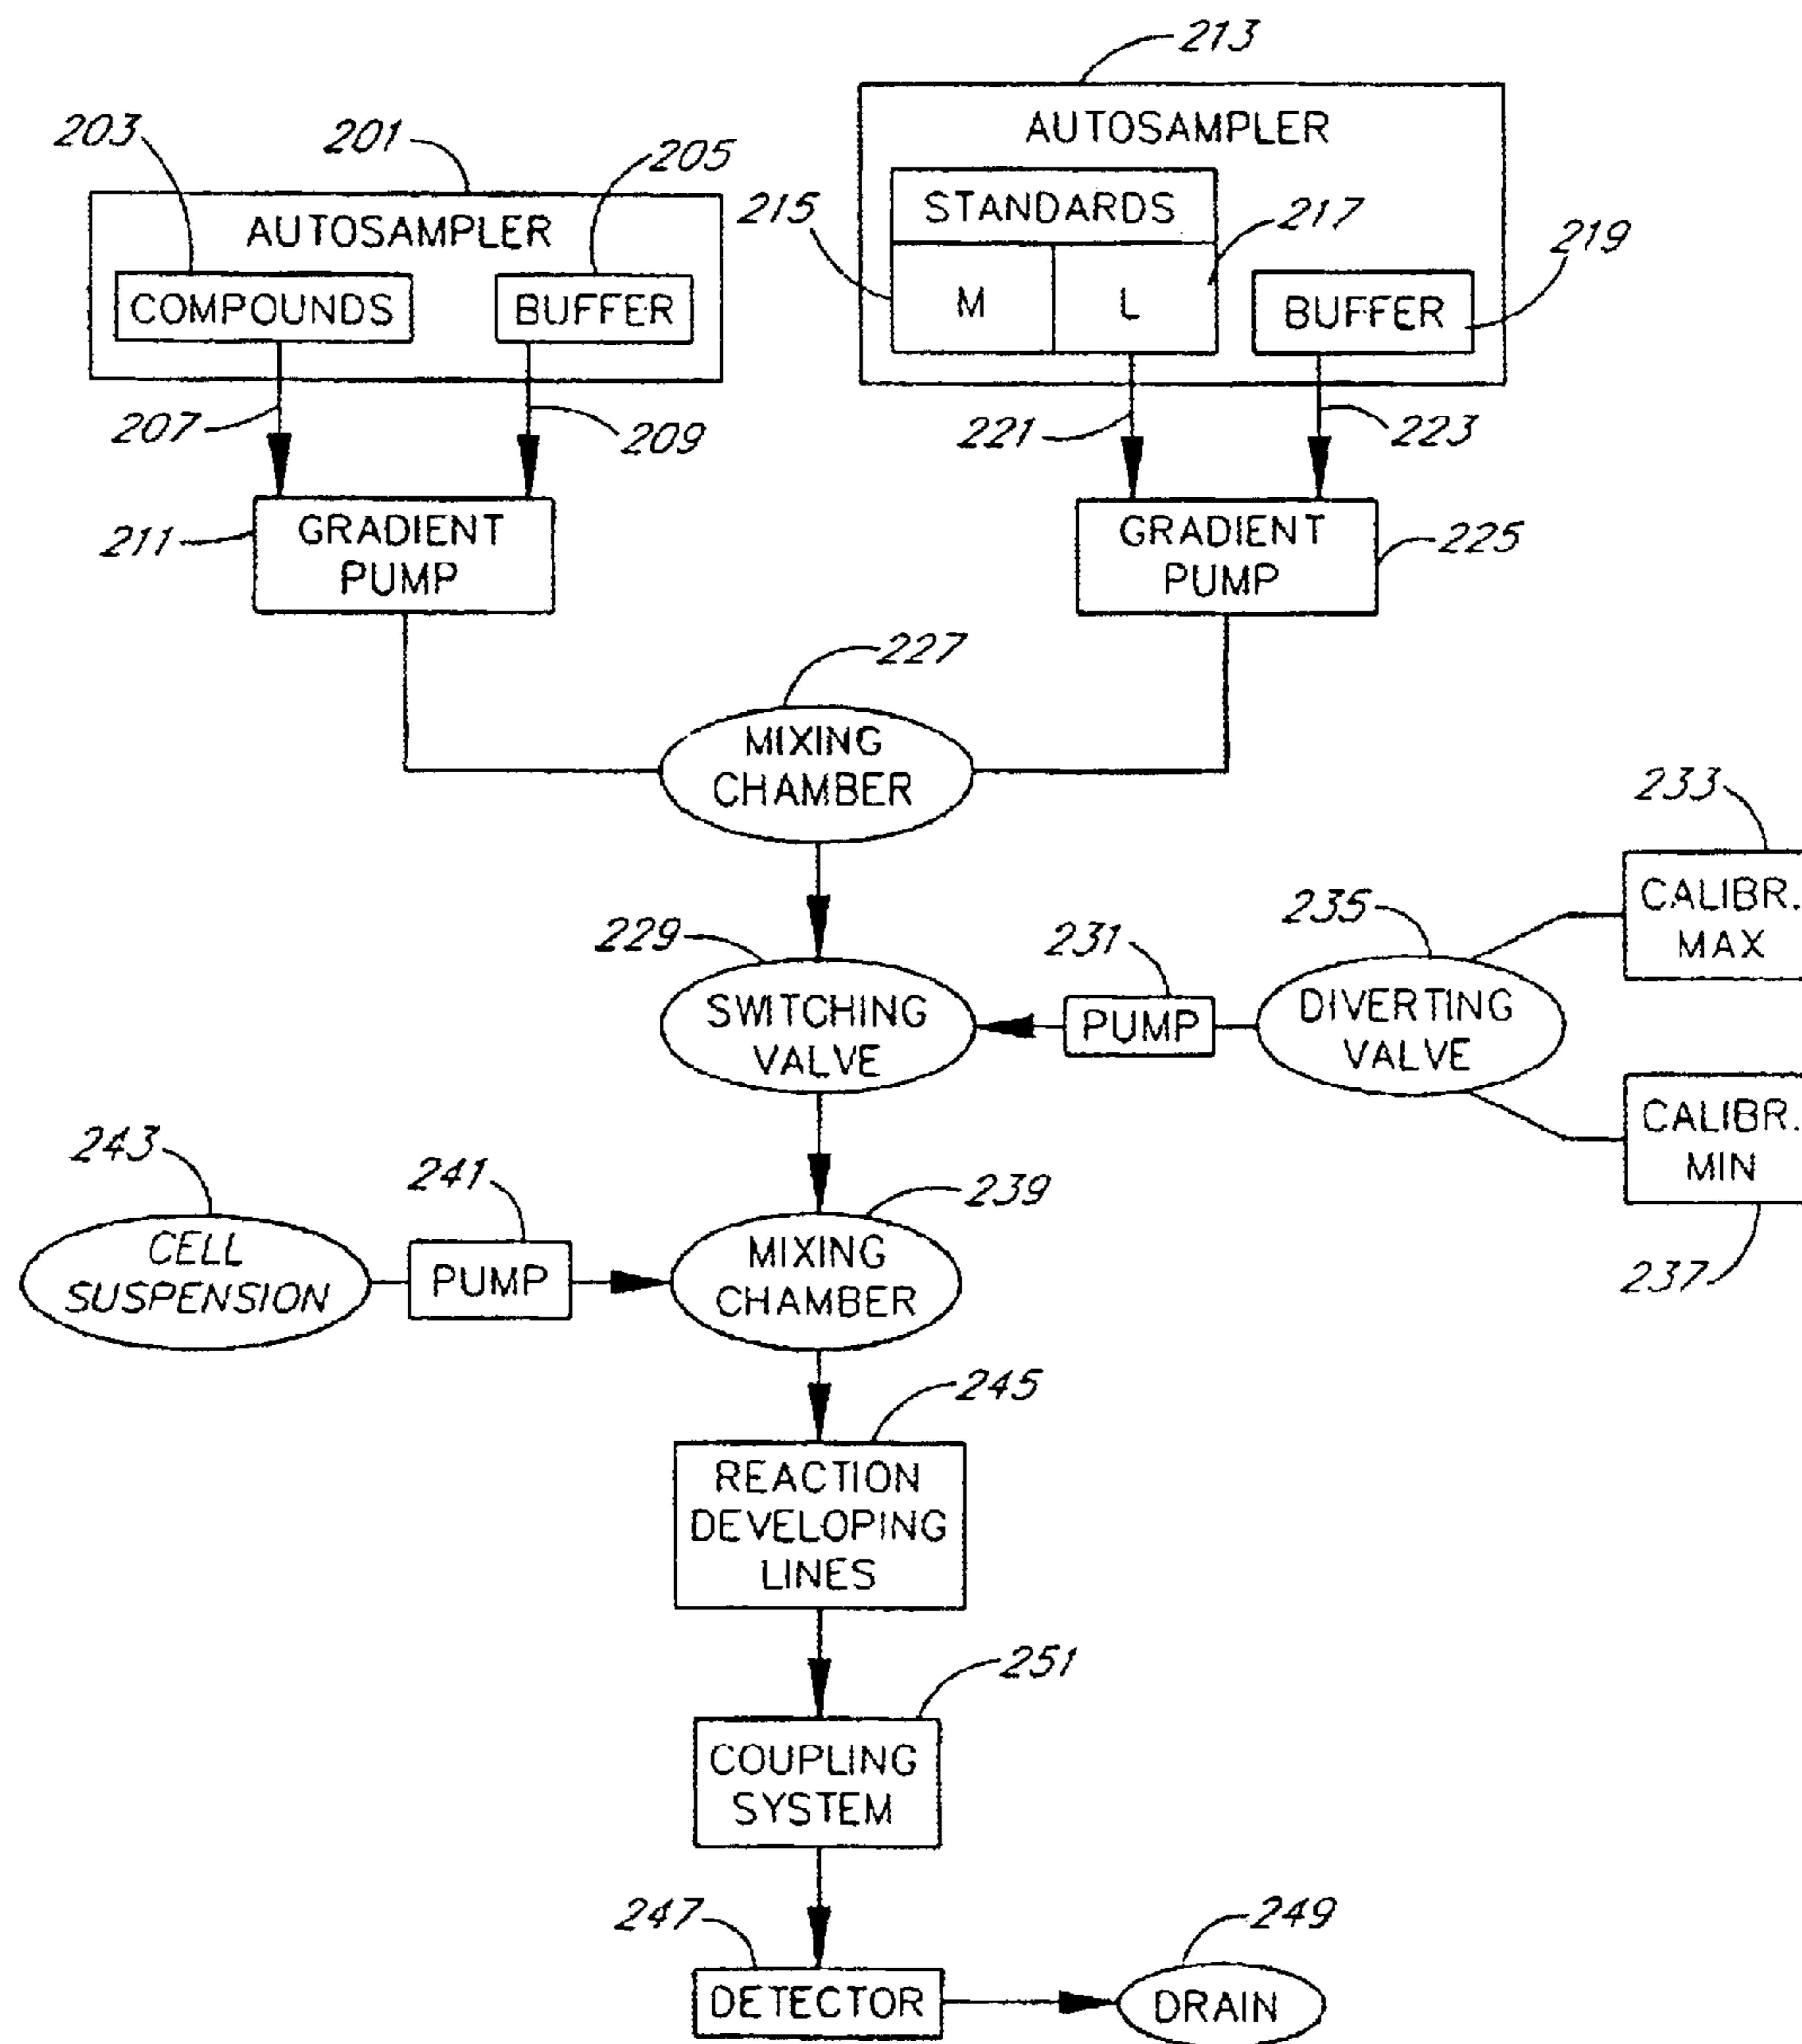 213
AUTOSAMPLER
203
201
205
STANDARDS
215
217
219
AUTOSAMPLER
M
L
COMPOUNDS
BUFFER
BUFFER
207
209
221
223
211
GRADIENT
PUMP
GRADIENT
PUMP
225
227
MIXING
CHAMBER
233
CALIBR.
MAX
229
231
235
SWITCHING
VALVE
PUMP
DIVERTING
VALVE
CALIBR.
MIN
237
243
241
239
CELL
SUSPENSION
PUMP
MIXING
CHAMBER
245
REACTION
DEVELOPING
LINES
251
COUPLING
SYSTEM
247
249
DETECTOR
DRAIN